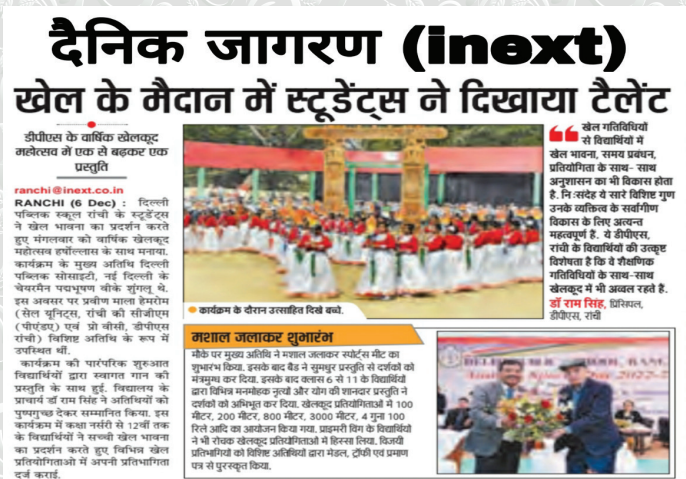 दैनिक जागरण (inext)
खेल के मैदान में स्टूडेंट्स ने दिखाया टैलेंट
डीपीएस के वार्षिक खेलकूद
महोत्सव में एक से बढ़कर एक
प्रस्तुति
ranchi@inext.co.in
RANCHI (6 Dec) : दिल्ली
पब्लिक स्कूल रांची के स्टूडेंट्स
ने खेल भावना का प्रदर्शन करते
हुए मंगलवार को वार्षिक खेलकूद
महोत्सव हर्षोल्लास के साथ मनाया.
कार्यक्रम के मुख्य अतिथि दिल्ली
पब्लिक सोसाइटी, नई दिल्ली के
चेयरमैन पद्मभूषण वीके शुंगलू थे.
इस अवसर पर प्रवीण माला हेमरोम
(सेल यूनिट्स, रांची की सीजीएम
(पीएंडए) एवं प्रो वीसी, डीपीएस
रांची) विशिष्ट अतिथि के रूप में
उपस्थित थीं.
कार्यक्रम की पारंपरिक शुरुआत
विद्यार्थियों द्वारा स्वागत गान की
प्रस्तुति के साथ हुई. विद्यालय के
प्राचार्य डॉ राम सिंह ने अतिथियों को
पुष्पगुच्छ देकर सम्मानित किया. इस
कार्यक्रम में कक्षा नर्सरी से 12वीं तक
के विद्यार्थियों ने सच्ची खेल भावना
का प्रदर्शन करते हुए विभिन्न खेल
प्रतियोगिताओं में अपनी प्रतिभागिता
दर्ज कराई.
कार्यक्रम के दौरान उत्साहित दिखे बच्चे.
खेल गतिविधियों
से विद्यार्थियों में
खेल भावना, समय प्रबंधन,
प्रतियोगिता के साथ- साथ
अनुशासन का भी विकास होता
है. नि:संदेह ये सारे विशिष्ट गुण
उनके व्यक्तित्व के सर्वांगीण
विकास के लिए अत्यन्त
महत्वपूर्ण हैं. ये डीपीएस,
रांची के विद्यार्थियों की उत्कृष्ट
विशेषता है कि वे शैक्षणिक
गतिविधियों के साथ-साथ
खेलकूद में भी अव्वल रहते हैं.
डॉ राम सिंह, प्रिंसिपल,
डीपीएस, रांची
मशाल जलाकर शुभारंभ
मौके पर मुख्य अतिथि ने मशाल जलाकर स्पोर्ट्स मीट का
शुभारंभ किया. इसके बाद बैंड ने सुमधुर प्रस्तुति से दर्शकों को
मंत्रमुग्ध कर दिया. इसके बाद क्लास 6 से 11 के विद्यार्थियों
द्वारा विभिन्न मनमोहक नृत्यों और योग की शानदार प्रस्तुति ने
दर्शकों को अभिभूत कर दिया. खेलकूद प्रतियोगिताओं में 100
मीटर, 200 मीटर, 800 मीटर, 3000 मीटर, 4 गुना 100
रिले आदि का आयोजन किया गया. प्राइमरी विंग के विद्यार्थियों
ने भी रोचक खेलकूद प्रतियोगिताओं में हिस्सा लिया. विजयी
प्रतिभागियों को विशिष्ट अतिथियों द्वारा मेडल, ट्रॉफी एवं प्रमाण
पत्र से पुरस्कृत किया.